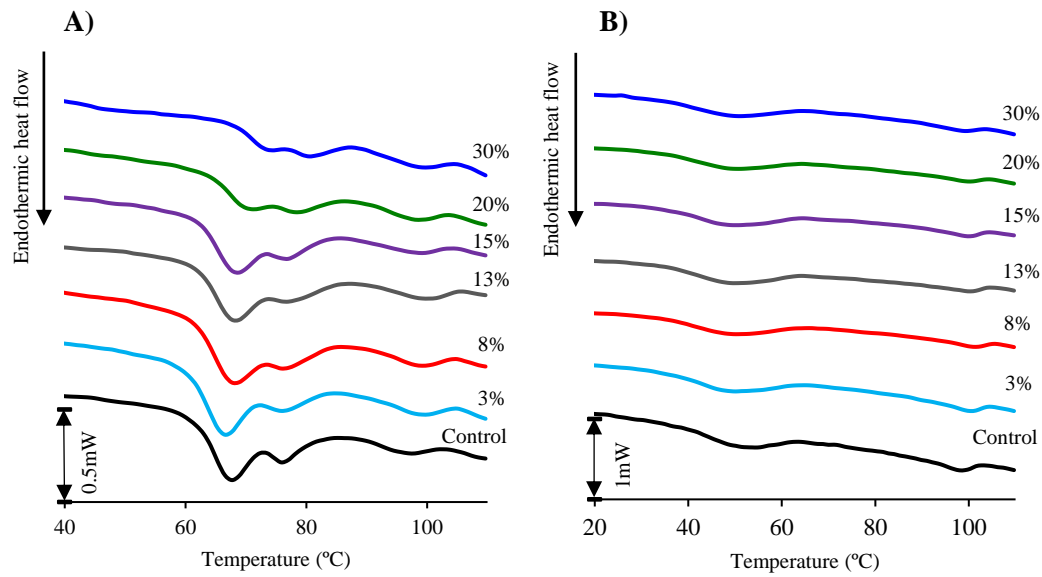 A)
Endothermic heat flow
30%
20%
15%
13%
8%
3%
Control
0.5mW
40
60
80
100
Temperature (ºC)
B)
Endothermic heat flow
30%
20%
15%
13%
8%
3%
Control
1mW
20
40
60
80
100
Temperature (ºC)